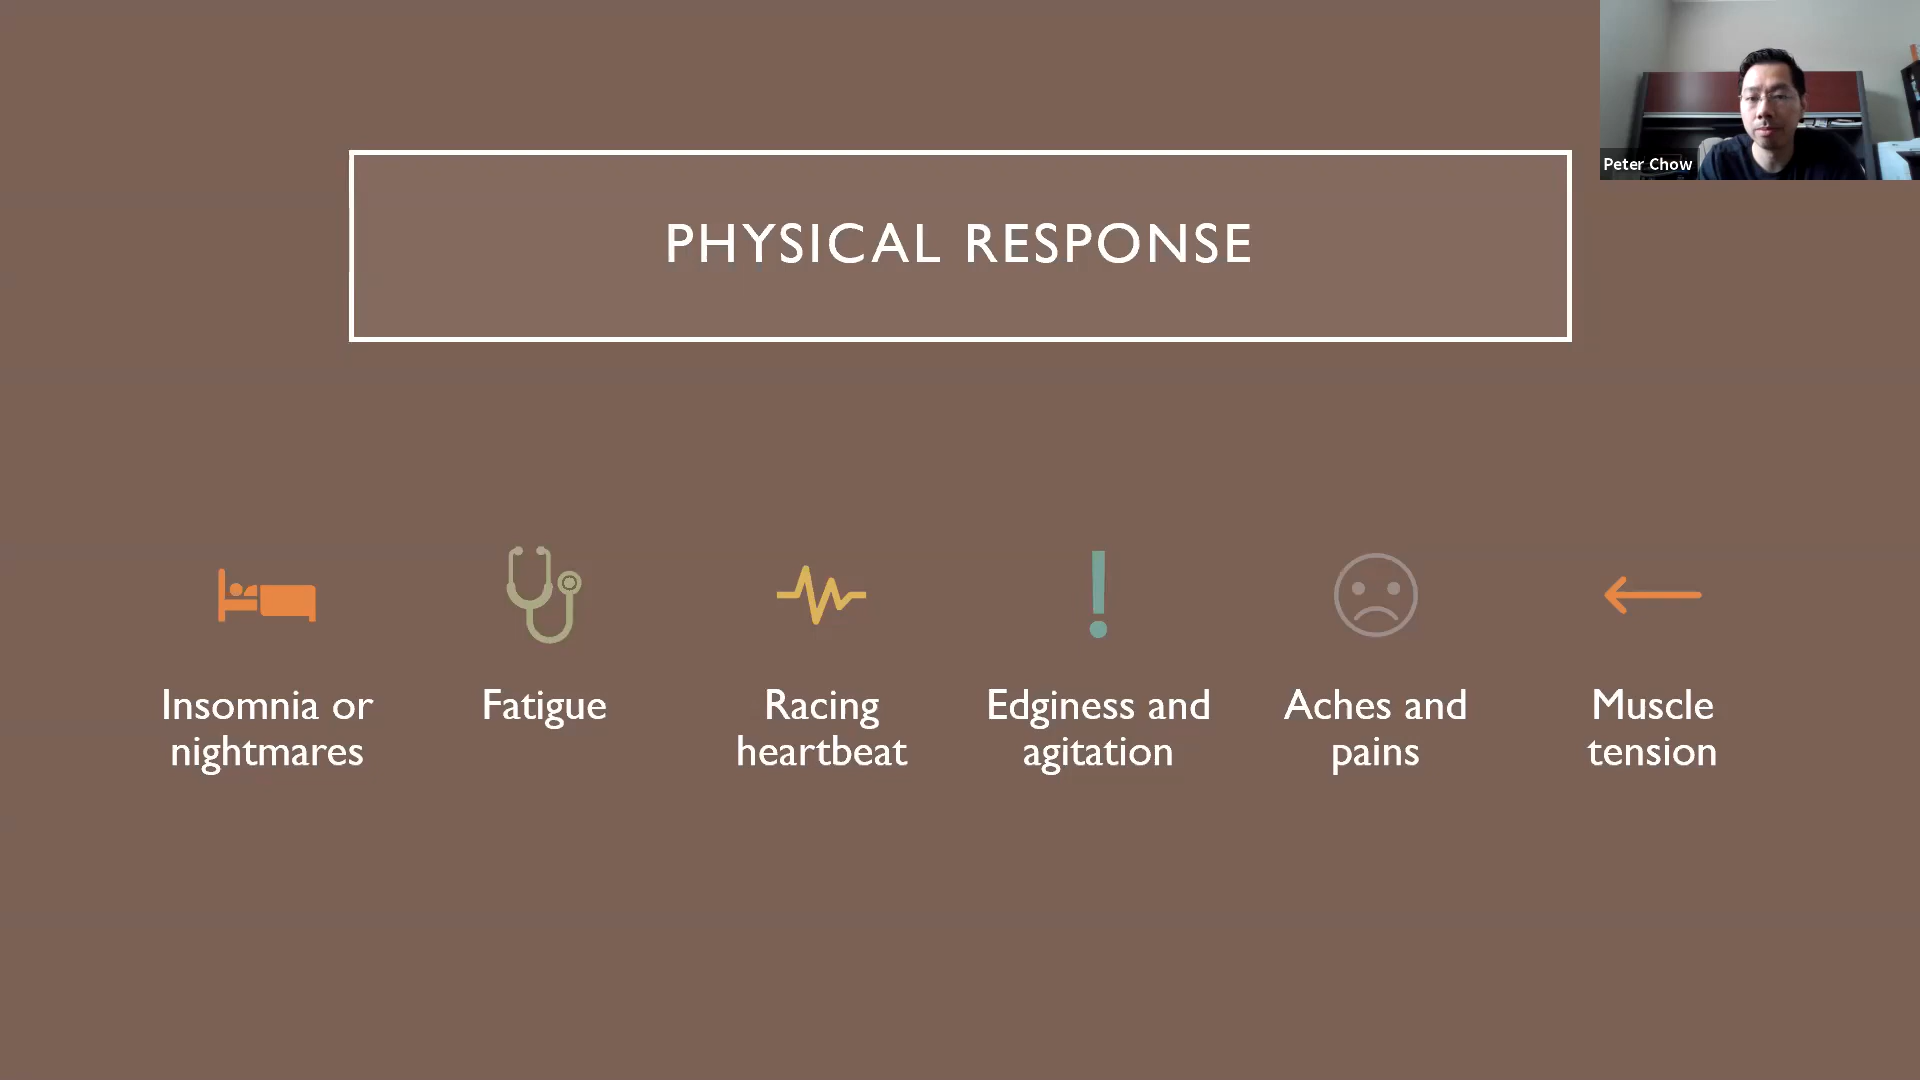 Peter Chow
PHYSICAL RESPONSE
Insomnia or
nightmares
Fatigue
Racing
heartbeat
Edginess and
agitation
Aches and
pains
Muscle
tension